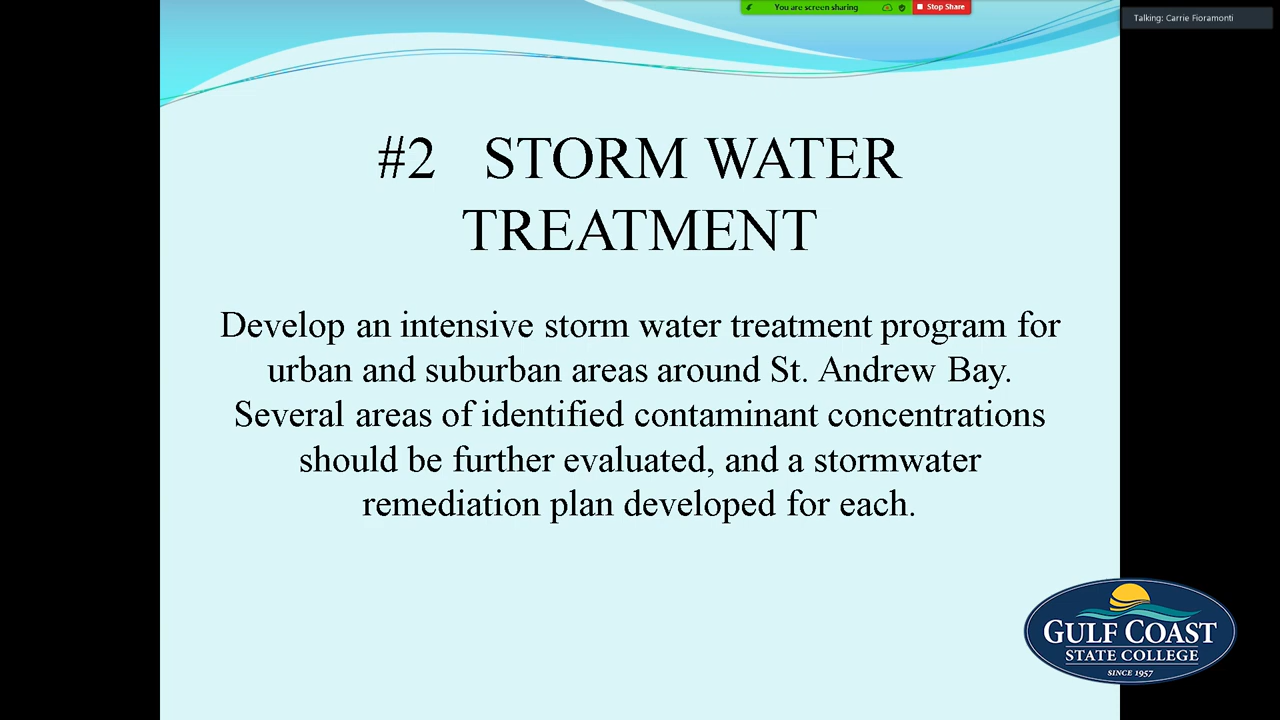 You are screen sharing
Stop Share
Talking: Carrie Fioramonti
#2 STORM WATER
TREATMENT
Develop an intensive storm water treatment program for
urban and suburban areas around St. Andrew Bay.
Several areas of identified contaminant concentrations
should be further evaluated, and a stormwater
remediation plan developed for each.
GULF COAST
STATE COLLEGE
SINCE 1957